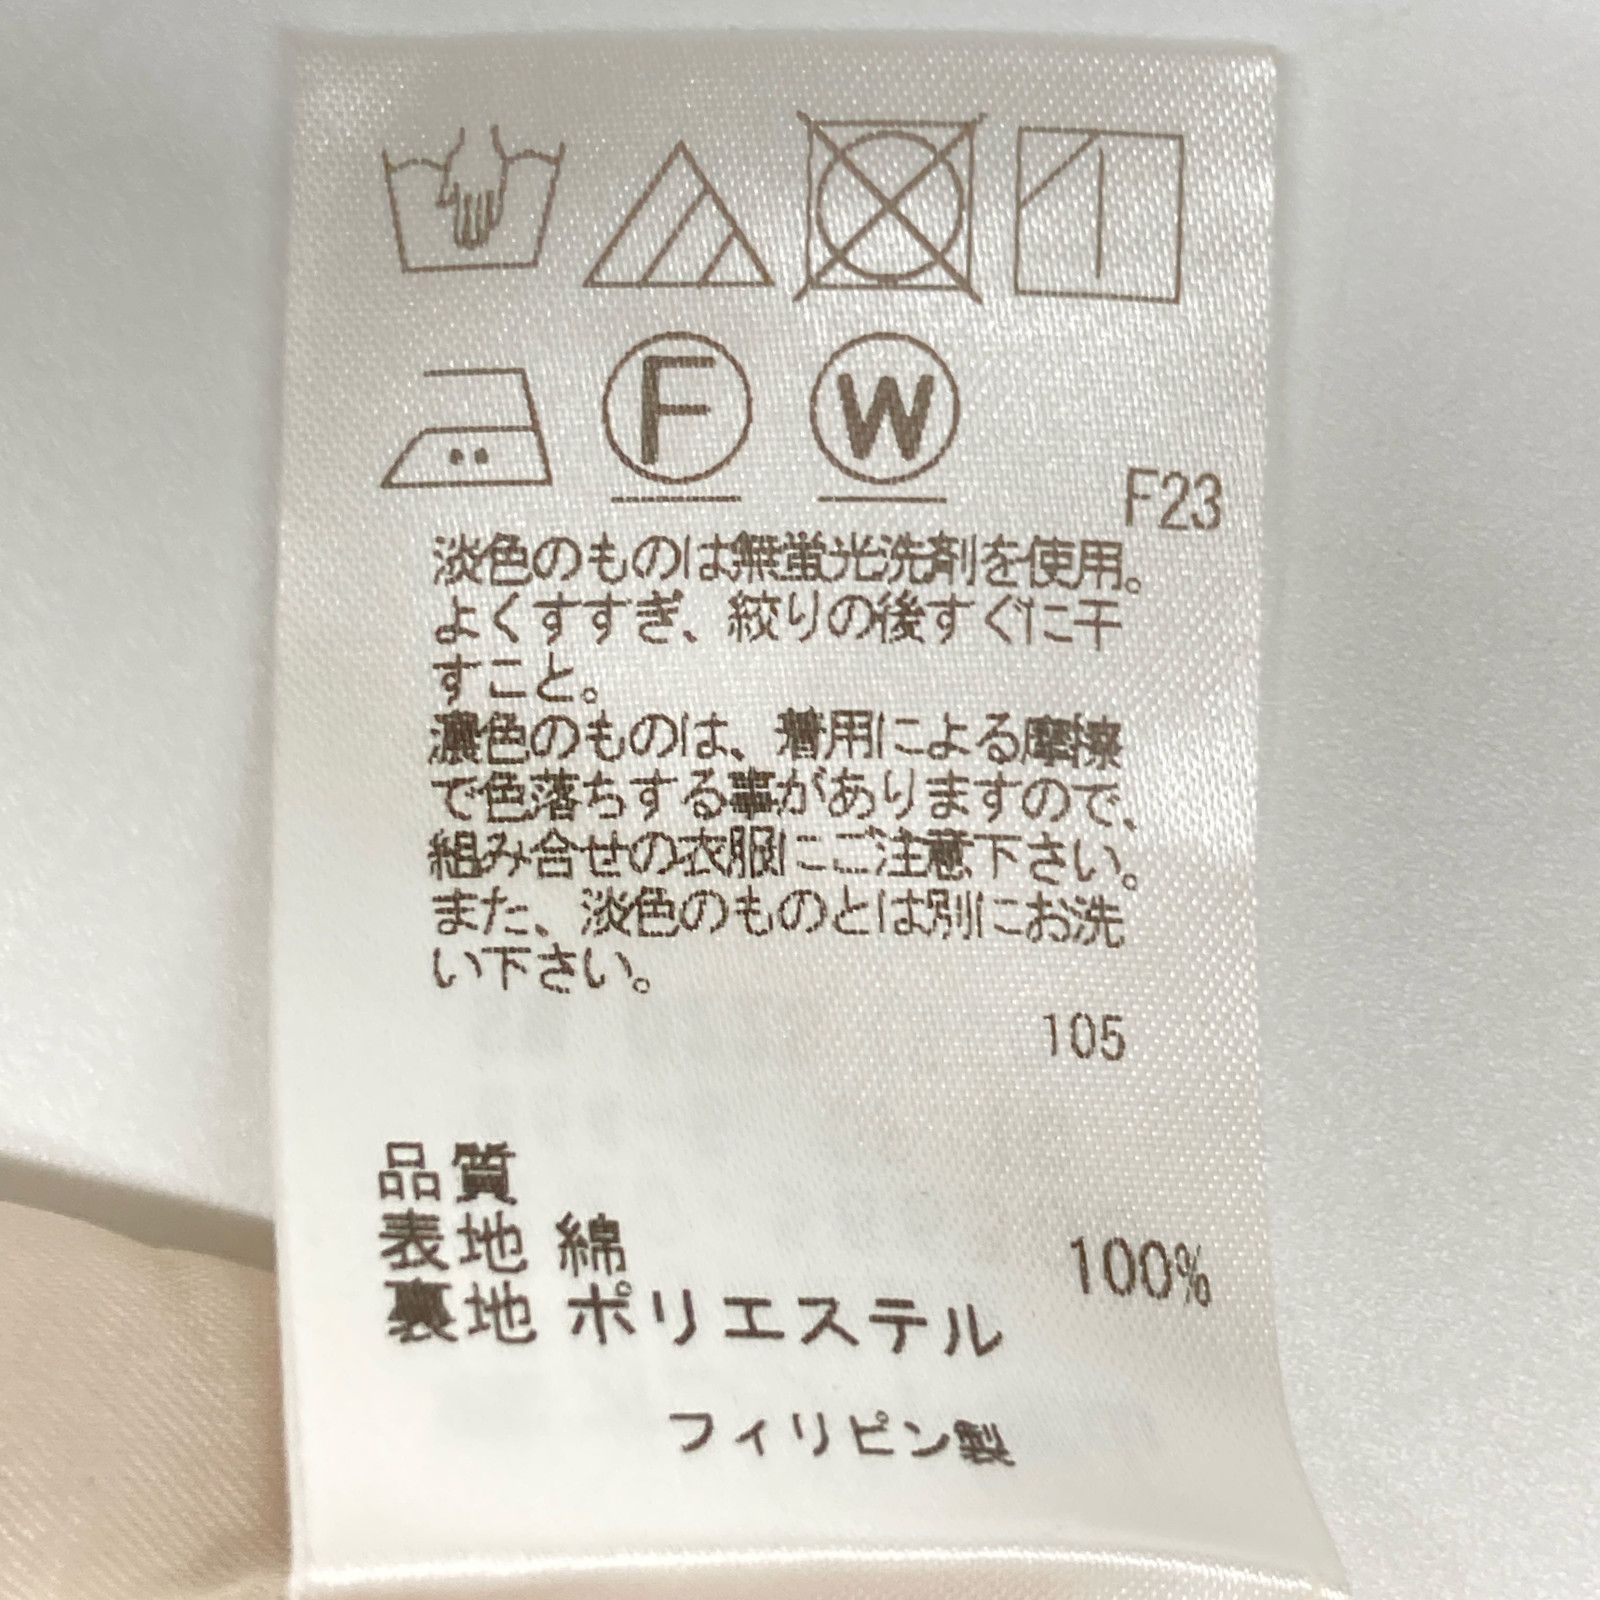 F
W
F23
淡色のものは無蛍光洗剤を使用。
よくすすぎ、絞りの後すぐに干
すこと。
濃色のものは、着用による摩擦
で色落ちする事がありますので、
組み合せの衣服にご注意下さい。
また、淡色のものとは別にお洗
い下さい。
105
品質
表地 綿 100%
裏地 ポリエステル
フィリピン製